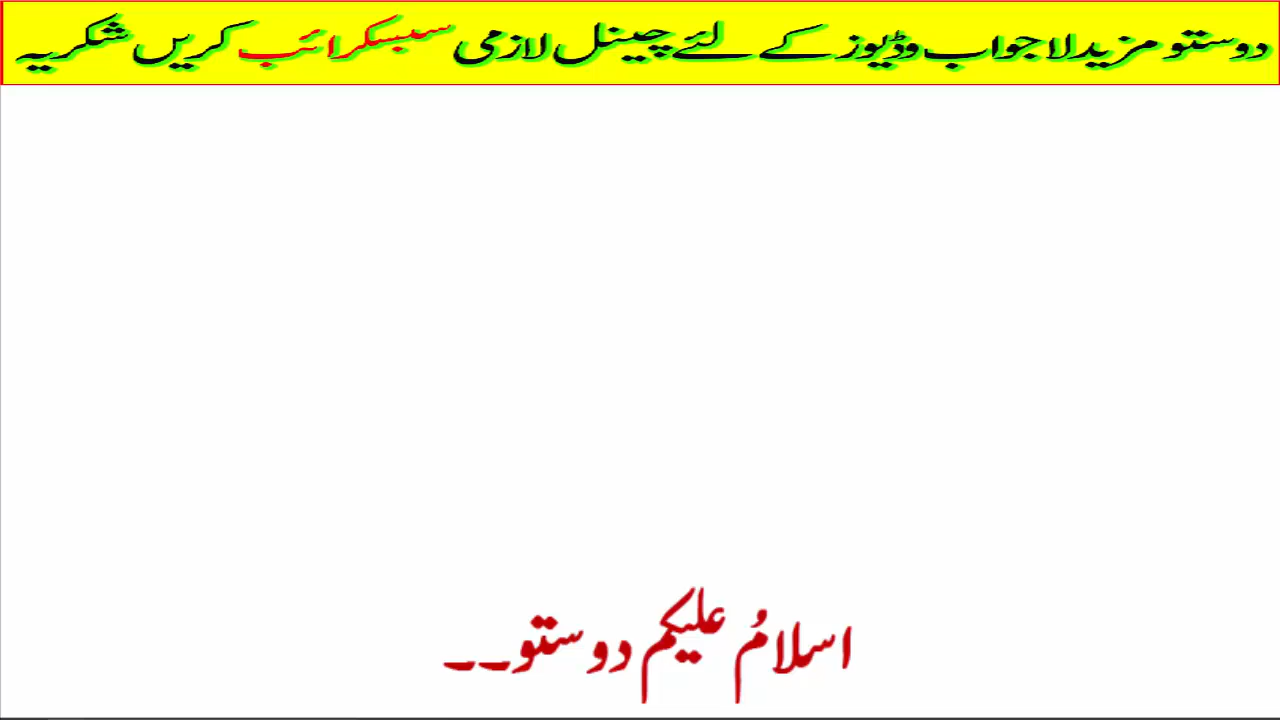 دوستو مزید لاجواب وڈیوز کے لئے چینل لازمی سبسکرائب کریں شکریہ
اسلامُ علیکم دوستو۔۔